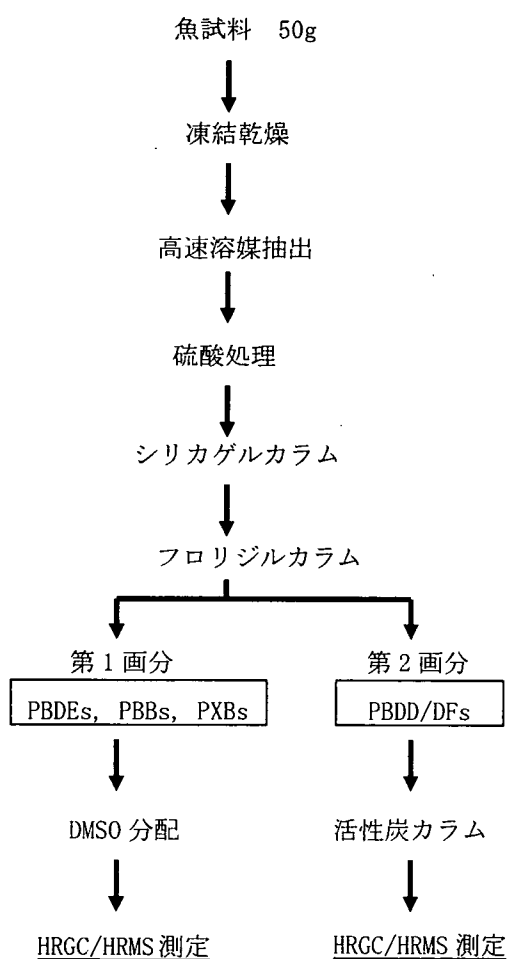 魚試料　50g
凍結乾燥
高速溶媒抽出
硫酸処理
シリカゲルカラム
フロリジルカラム
第1画分
PBDEs, PBBs, PXBs
DMSO 分配
HRGC/HRMS 測定
第2画分
PBDD/DFs
活性炭カラム
HRGC/HRMS 測定